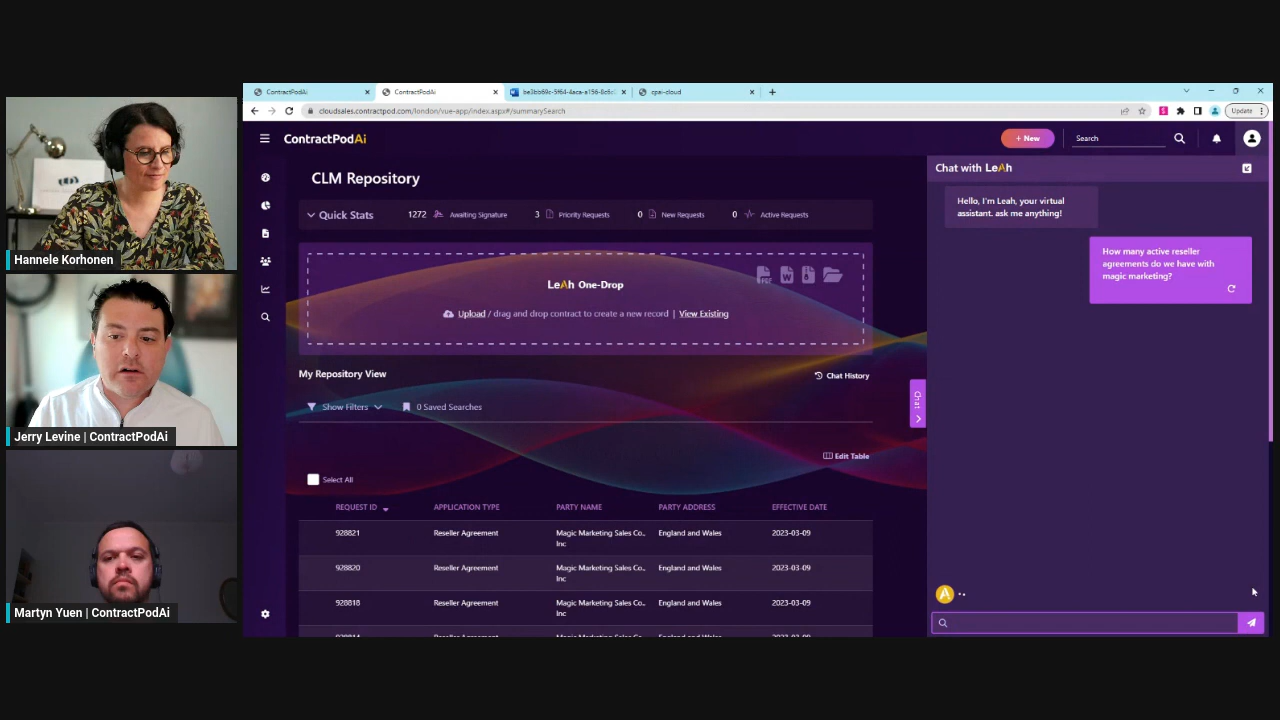 Hannele Korhonen
Jerry Levine | ContractPodAi
Martyn Yuen | ContractPodAi
ContractPodAi
ContractPodAi
cpai-cloud
cloudsales.contractpod.com/london/vue-app/index.aspx#/summarySearch
Update
ContractPodAi
+ New
Search
CLM Repository
Quick Stats
1272 Awaiting Signature
3 Priority Requests
0 New Requests
0 Active Requests
LeAh One-Drop
PDF
W
Upload / drag and drop contract to create a new record | View Existing
My Repository View
Chat History
Show Filters
0 Saved Searches
Edit Table
Select All
REQUEST ID APPLICATION TYPE PARTY NAME PARTY ADDRESS EFFECTIVE DATE
928821 Reseller Agreement Magic Marketing Sales Co., England and Wales 2023-03-09
Inc
928820 Reseller Agreement Magic Marketing Sales Co., England and Wales 2023-03-09
Inc
928818 Reseller Agreement Magic Marketing Sales Co., England and Wales 2023-03-09
Inc
Chat
Chat with LeAh
Hello, I'm Leah, your virtual
assistant. ask me anything!
How many active reseller
agreements do we have with
magic marketing?
A